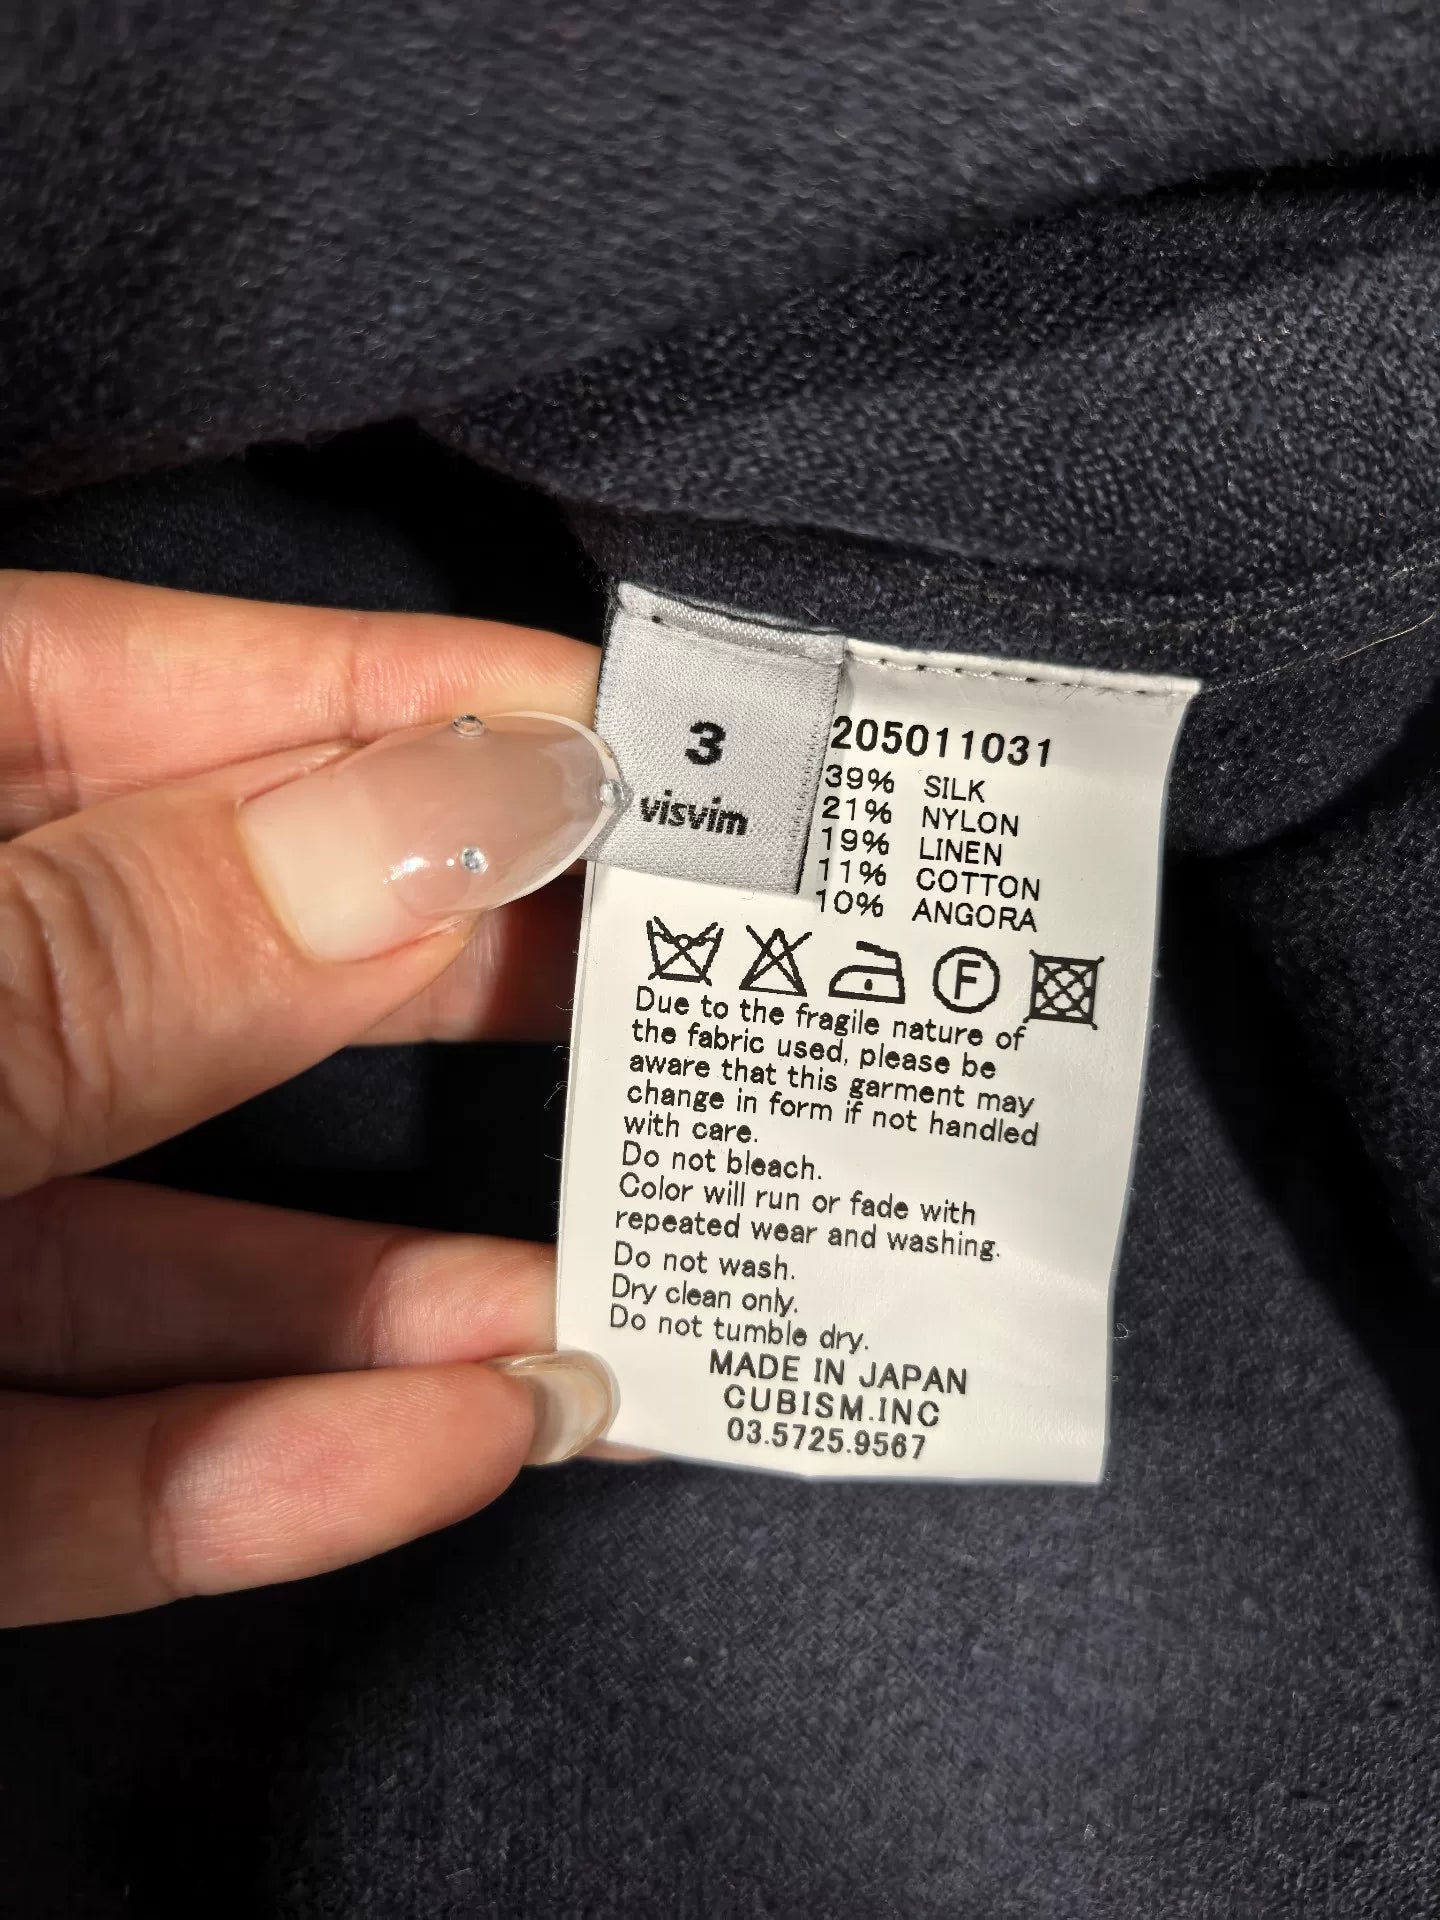 3
visvim
205011031
39% SILK
21% NYLON
19% LINEN
11% COTTON
10% ANGORA
F
Due to the fragile nature of
the fabric used, please be
aware that this garment may
change in form if not handled
with care.
Do not bleach.
Color will run or fade with
repeated wear and washing.
Do not wash.
Dry clean only.
Do not tumble dry.
MADE IN JAPAN
CUBISM.INC
03.5725.9567